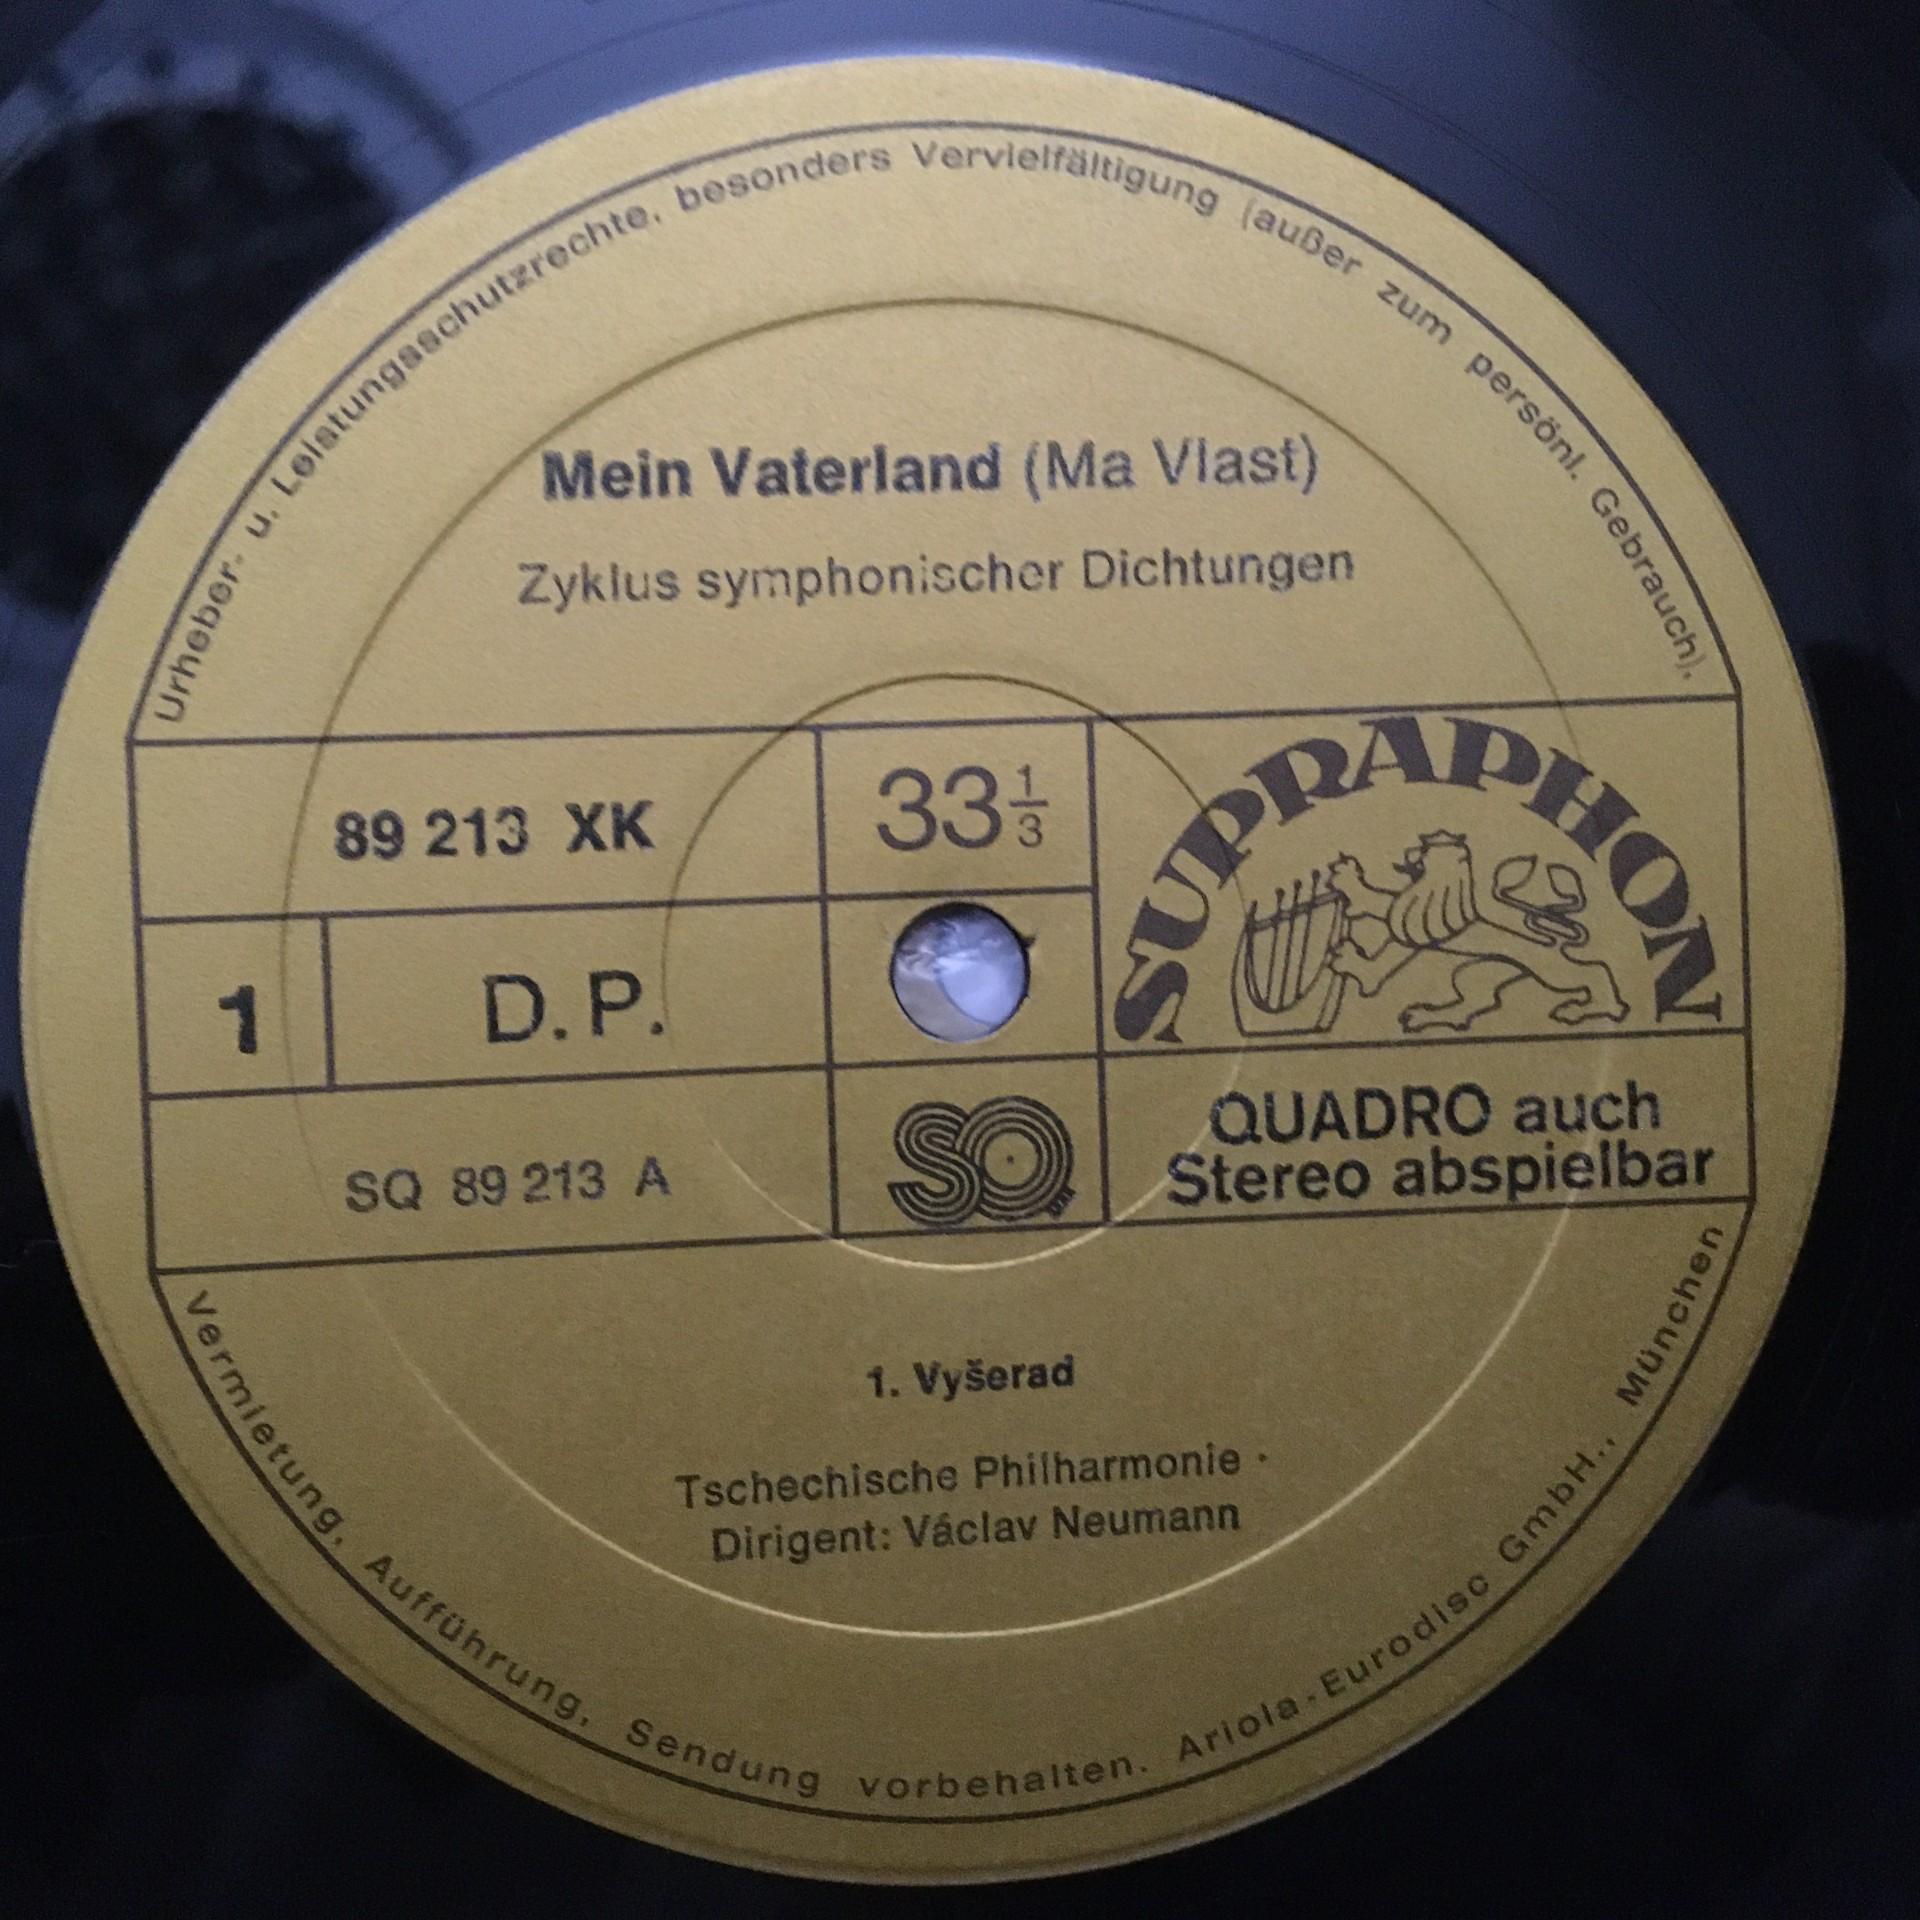 Urheber- u. Leistungsschutzrechte, besonders Vervielfältigung (außer zum persönl. Gebrauch),
Mein Vaterland (Ma Vlast)
Zyklus symphonischer Dichtungen
89 213 XK
33 1/3
SUPRAPHON
1
D.P.
SQ 89 213 A
SQ
QUADRO auch
Stereo abspielbar
1. Vyšerad
Tschechische Philharmonie ·
Dirigent: Václav Neumann
Vermietung, Aufführung, Sendung vorbehalten. Ariola-Eurodisc GmbH., München